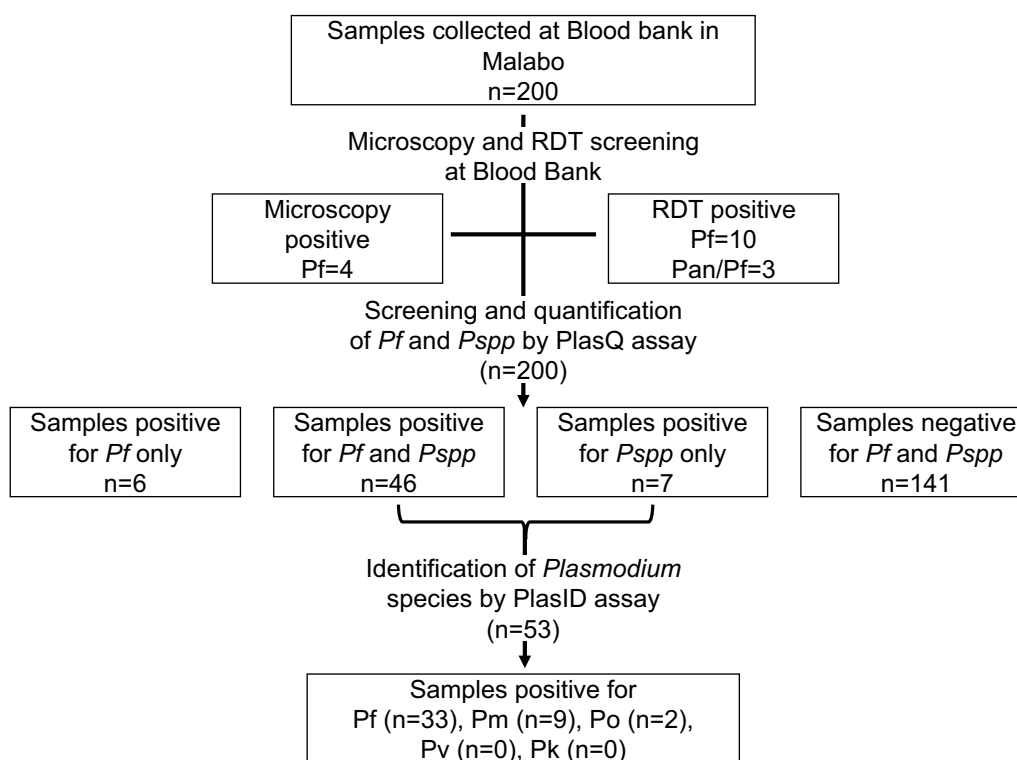 Samples collected at Blood bank in
Malabo
n=200
Microscopy and RDT screening
at Blood Bank
Microscopy
positive
Pf=4
RDT positive
Pf=10
Pan/Pf=3
Screening and quantification
of Pf and Pspp by PlasQ assay
(n=200)
Samples positive
for Pf only
n=6
Samples positive
for Pf and Pspp
n=46
Samples positive
for Pspp only
n=7
Samples negative
for Pf and Pspp
n=141
Identification of Plasmodium
species by PlasID assay
(n=53)
Samples positive for
Pf (n=33), Pm (n=9), Po (n=2),
Pv (n=0), Pk (n=0)